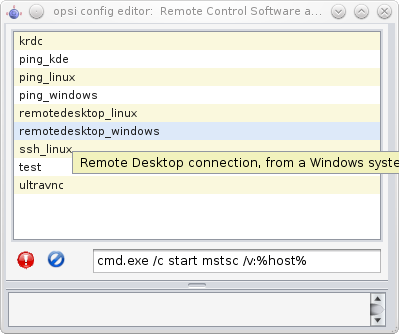 opsi config editor: Remote Control Software a...
krdc
ping_kde
ping_linux
ping_windows
remotedesktop_linux
remotedesktop_windows
ssh_linux
Remote Desktop connection, from a Windows syste
test
ultravnc
cmd.exe /c start mstsc /v:%host%